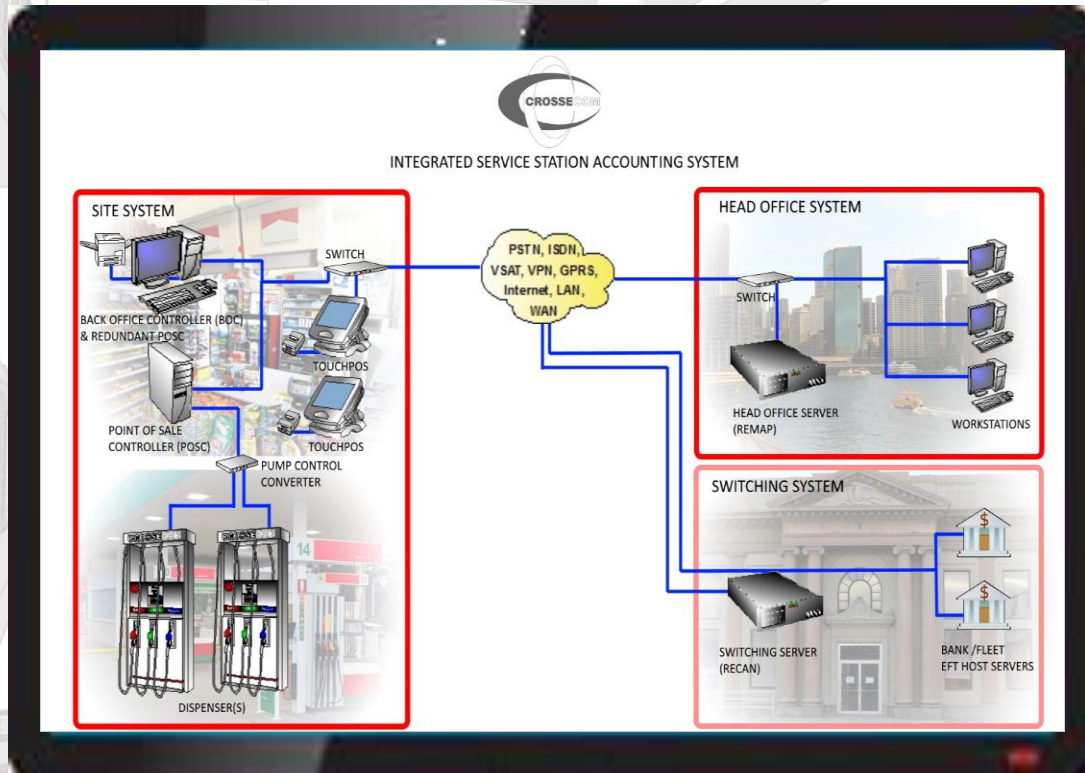 CROSSECOM
INTEGRATED SERVICE STATION ACCOUNTING SYSTEM
SITE SYSTEM
SWITCH
BACK OFFICE CONTROLLER (BOC)
& REDUNDANT POSC
TOUCHPOS
POINT OF SALE
CONTROLLER (POSC)
TOUCHPOS
PUMP CONTROL
CONVERTER
14
DISPENSER(S)
PSTN, ISDN,
VSAT, VPN, GPRS,
Internet, LAN,
WAN
HEAD OFFICE SYSTEM
SWITCH
HEAD OFFICE SERVER
(REMAP)
WORKSTATIONS
SWITCHING SYSTEM
$
$
SWITCHING SERVER
(RECAN)
BANK /FLEET
EFT HOST SERVERS